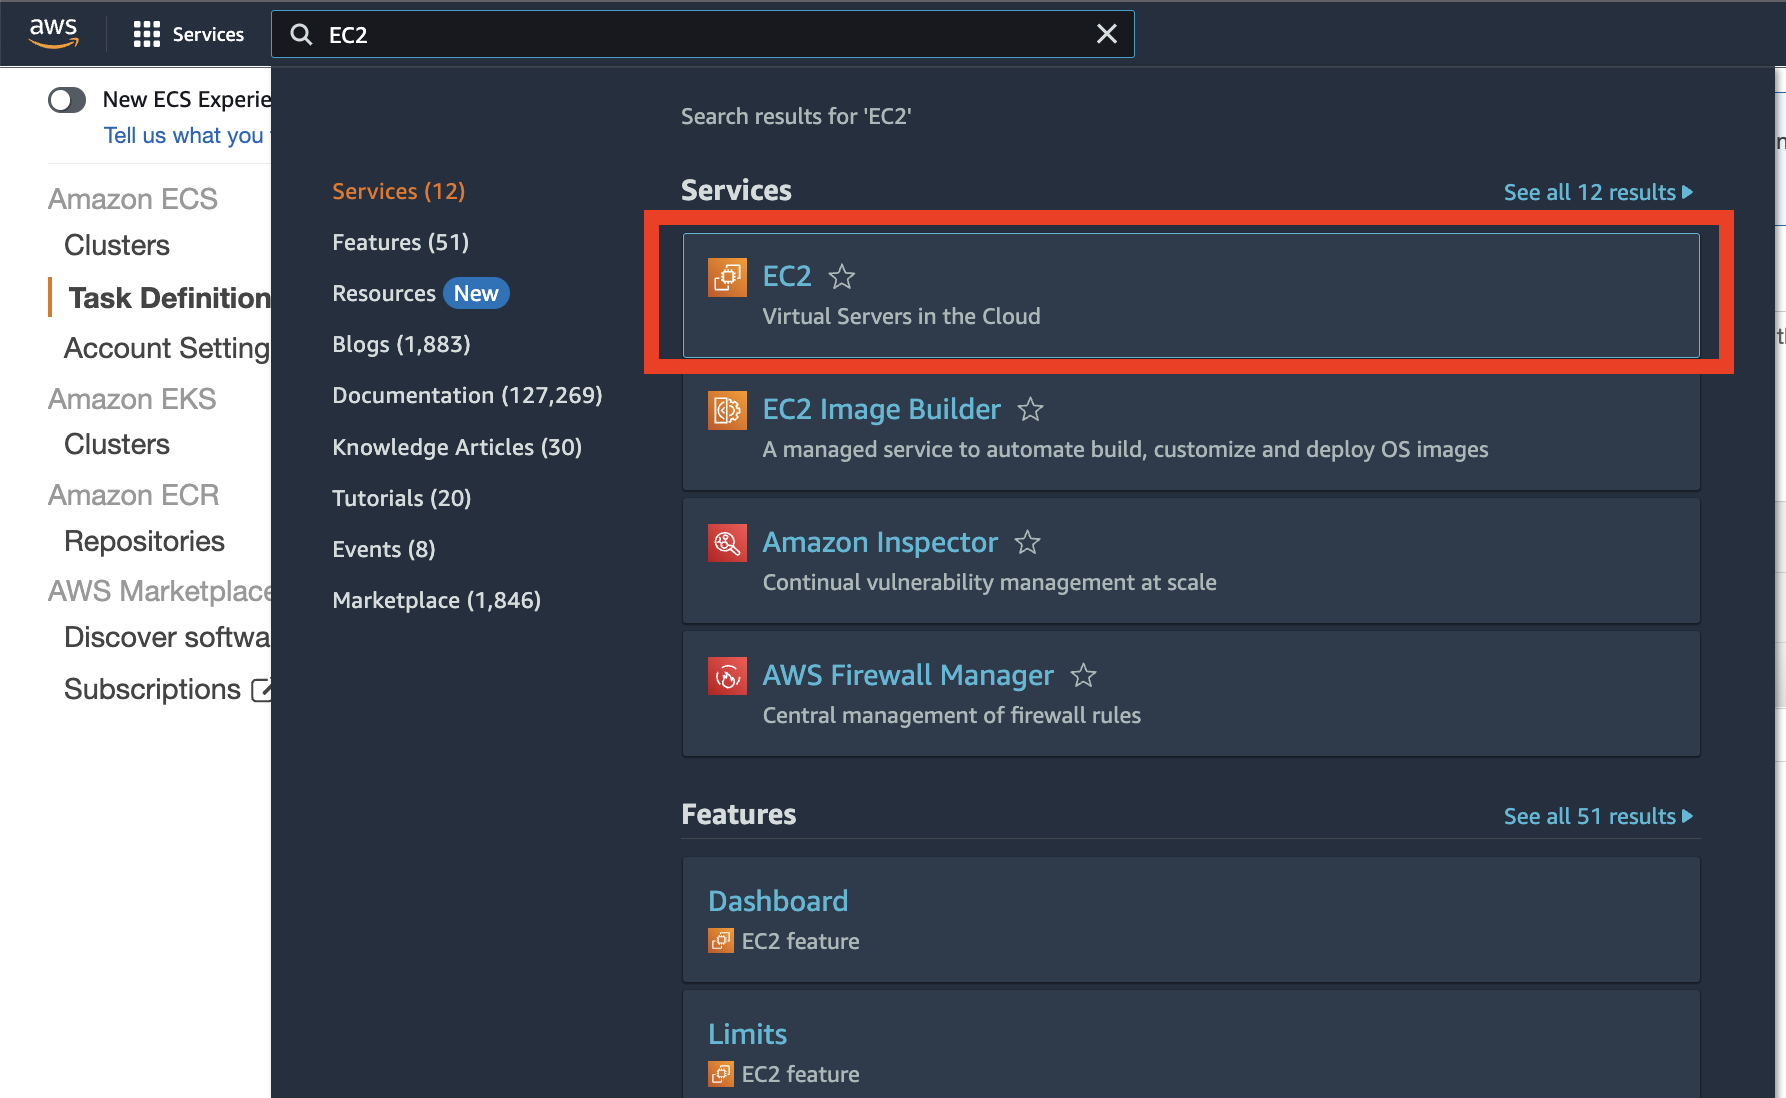 aws
Services
EC2
New ECS Experie
Tell us what you
Amazon ECS
Clusters
Task Definition
Account Setting
Amazon EKS
Clusters
Amazon ECR
Repositories
AWS Marketplace
Discover softwa
Subscriptions
Search results for 'EC2'
Services (12)
Features (51)
Resources New
Blogs (1,883)
Documentation (127,269)
Knowledge Articles (30)
Tutorials (20)
Events (8)
Marketplace (1,846)
Services
See all 12 results
EC2
Virtual Servers in the Cloud
EC2 Image Builder
A managed service to automate build, customize and deploy OS images
Amazon Inspector
Continual vulnerability management at scale
AWS Firewall Manager
Central management of firewall rules
Features
See all 51 results
Dashboard
EC2 feature
Limits
EC2 feature